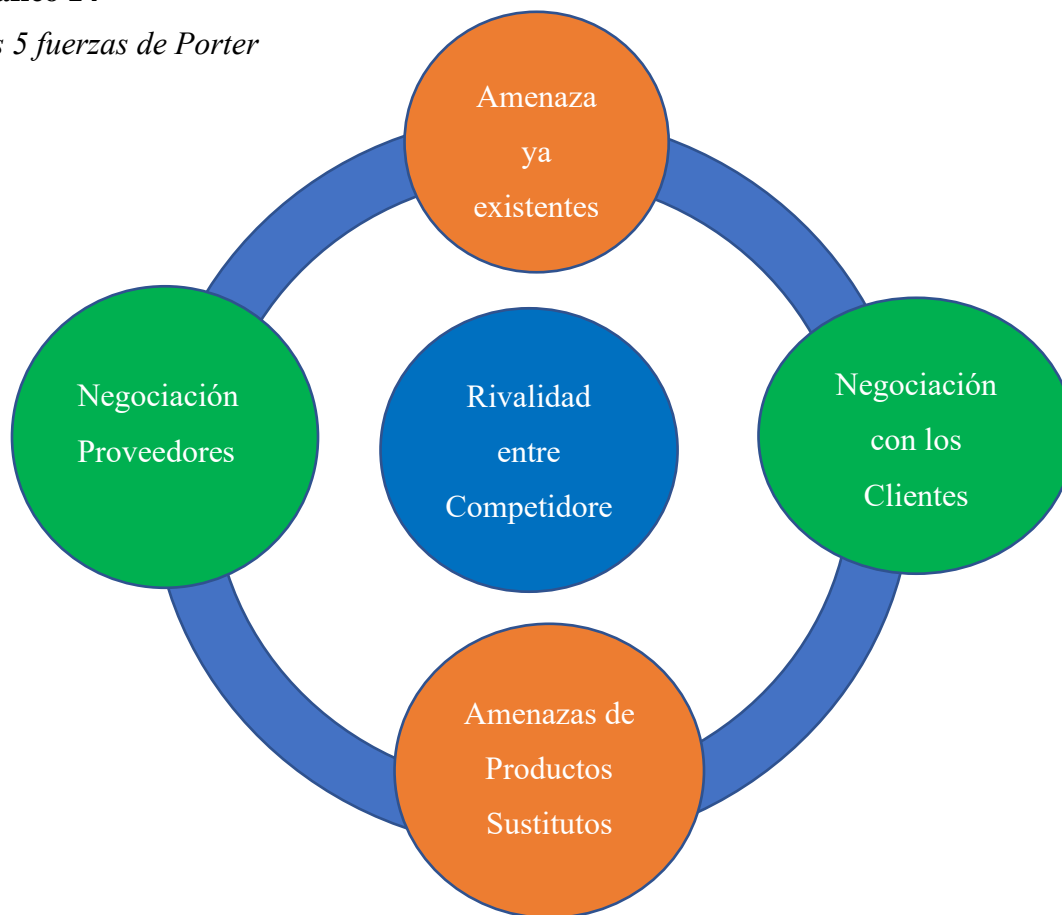 5 fuerzas de Porter
Amenaza
ya
existentes
Negociación
Proveedores
Rivalidad
entre
Competidore
Negociación
con los
Clientes
Amenazas de
Productos
Sustitutos